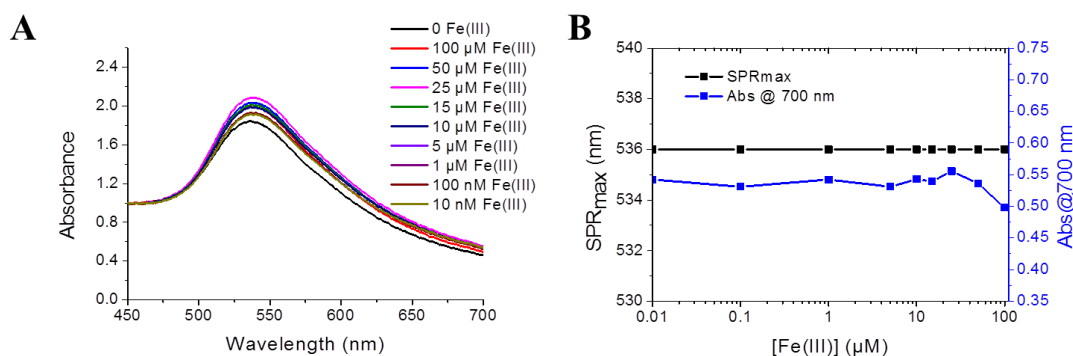 A
0 Fe(III)
100 µM Fe(III)
50 µM Fe(III)
25 µM Fe(III)
15 µM Fe(III)
10 µM Fe(III)
5 µM Fe(III)
1 µM Fe(III)
100 nM Fe(III)
10 nM Fe(III)
Absorbance
2.4
2.0
1.6
1.2
0.8
0.4
0.0
450 500 550 600 650 700
Wavelength (nm)
B
SPRmax
Abs @ 700 nm
SPRmax (nm)
540
538
536
534
532
530
0.75
0.70
0.65
0.60
0.55
0.50
0.45
0.40
0.35
Abs@700 nm
0.01 0.1 1 10 100
[Fe(III)] (µM)